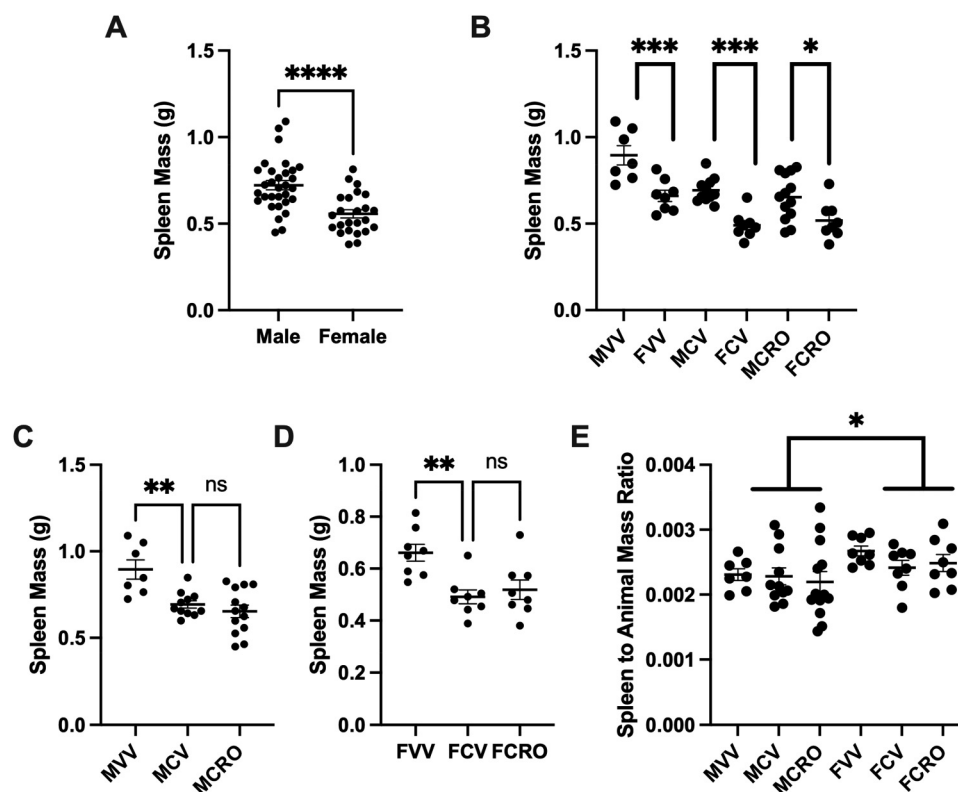 A
Spleen Mass (g)
1.5
1.0
0.5
0.0
****
Male
Female
B
Spleen Mass (g)
1.5
1.0
0.5
0.0
***
***
*
MVV
FVV
MCV
FCV
MCRO
FCRO
C
Spleen Mass (g)
1.5
1.0
0.5
0.0
**
ns
MVV
MCV
MCRO
D
Spleen Mass (g)
1.0
0.8
0.6
0.4
0.2
0.0
**
ns
FVV
FCV
FCRO
E
Spleen to Animal Mass Ratio
0.004
0.003
0.002
0.001
0.000
*
MVV
MCV
MCRO
FVV
FCV
FCRO